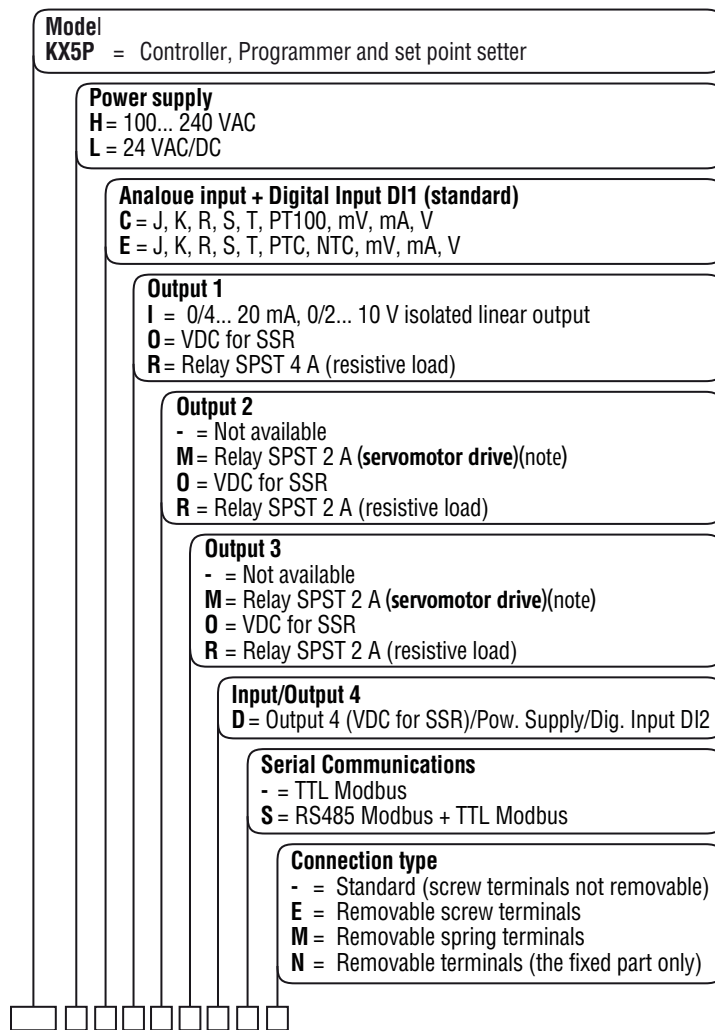 Model
KX5P = Controller, Programmer and set point setter
Power supply
H = 100... 240 VAC
L = 24 VAC/DC
Analoue input + Digital Input DI1 (standard)
C = J, K, R, S, T, PT100, mV, mA, V
E = J, K, R, S, T, PTC, NTC, mV, mA, V
Output 1
I = 0/4... 20 mA, 0/2... 10 V isolated linear output
O = VDC for SSR
R = Relay SPST 4 A (resistive load)
Output 2
- = Not available
M = Relay SPST 2 A (servomotor drive)(note)
O = VDC for SSR
R = Relay SPST 2 A (resistive load)
Output 3
- = Not available
M = Relay SPST 2 A (servomotor drive)(note)
O = VDC for SSR
R = Relay SPST 2 A (resistive load)
Input/Output 4
D = Output 4 (VDC for SSR)/Pow. Supply/Dig. Input DI2
Serial Communications
- = TTL Modbus
S = RS485 Modbus + TTL Modbus
Connection type
- = Standard (screw terminals not removable)
E = Removable screw terminals
M = Removable spring terminals
N = Removable terminals (the fixed part only)